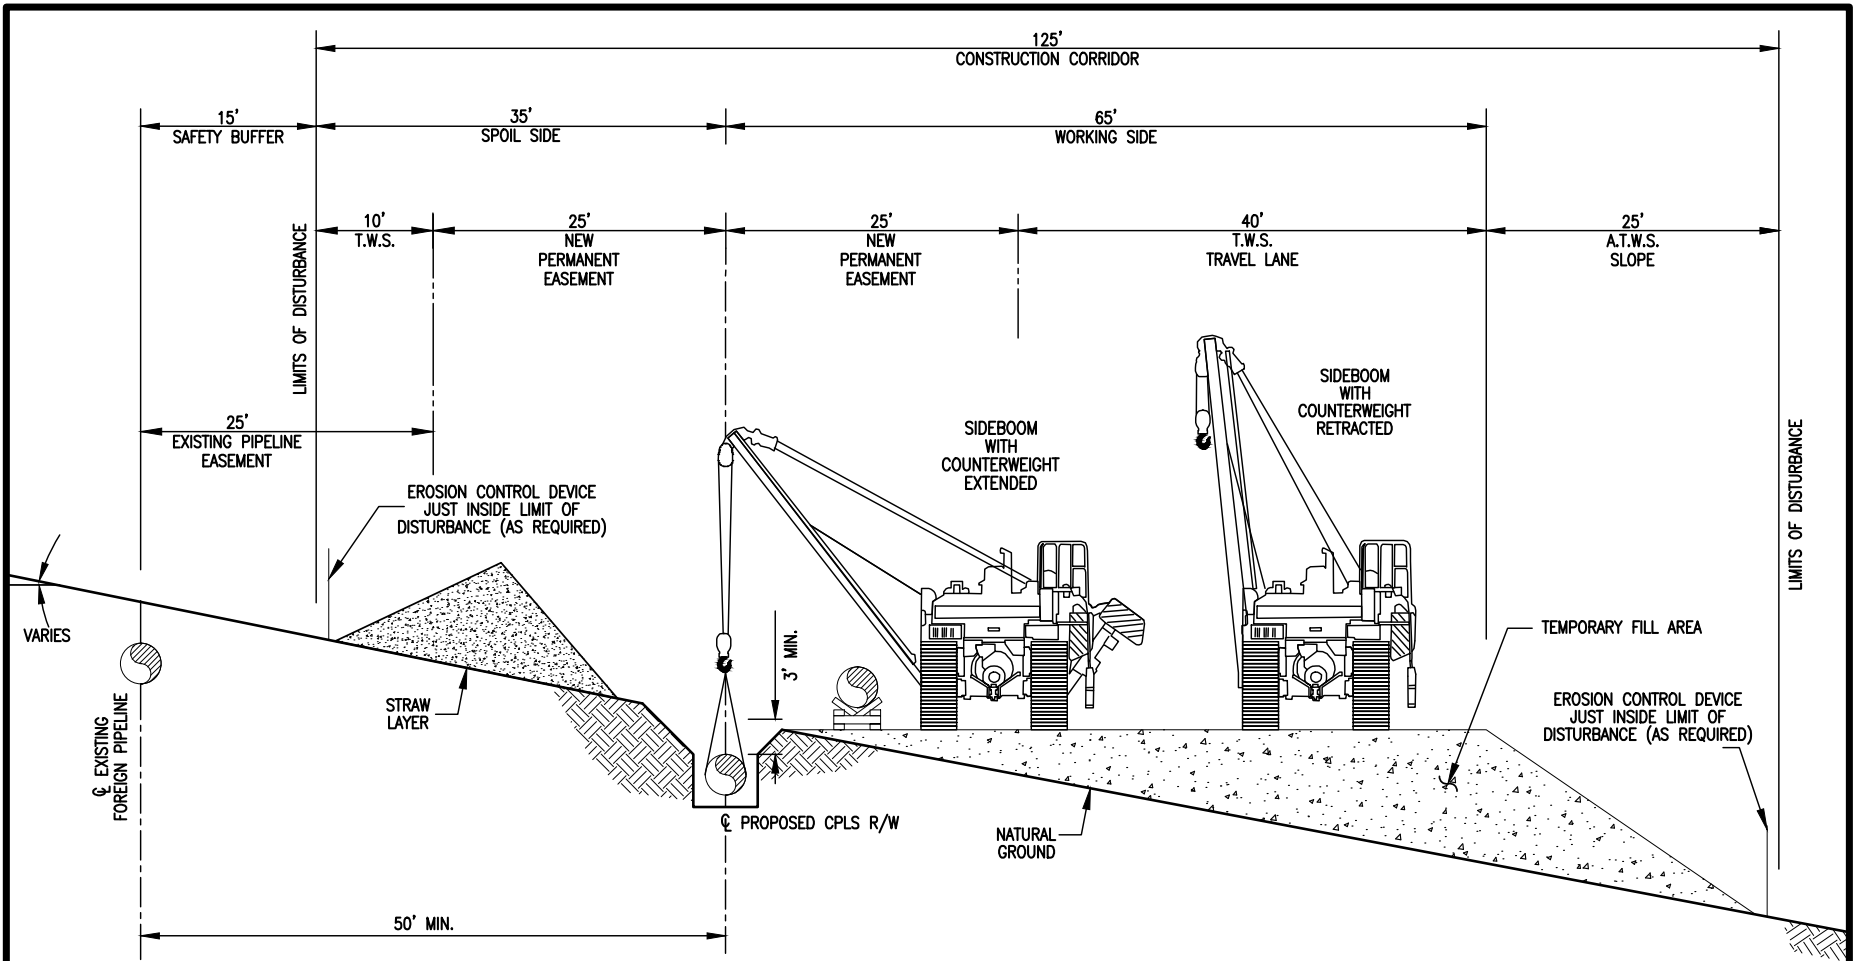 125'
CONSTRUCTION CORRIDOR
15'
SAFETY BUFFER
35'
SPOIL SIDE
65'
WORKING SIDE
LIMITS OF DISTURBANCE
10'
T.W.S.
25'
NEW
PERMANENT
EASEMENT
25'
NEW
PERMANENT
EASEMENT
40'
T.W.S.
TRAVEL LANE
25'
A.T.W.S.
SLOPE
25'
EXISTING PIPELINE
EASEMENT
SIDEBOOM
WITH
COUNTERWEIGHT
EXTENDED
SIDEBOOM
WITH
COUNTERWEIGHT
RETRACTED
LIMITS OF DISTURBANCE
EROSION CONTROL DEVICE
JUST INSIDE LIMIT OF
DISTURBANCE (AS REQUIRED)
VARIES
3' MIN.
TEMPORARY FILL AREA
STRAW
LAYER
EROSION CONTROL DEVICE
JUST INSIDE LIMIT OF
DISTURBANCE (AS REQUIRED)
℄ EXISTING
FOREIGN PIPELINE
℄ PROPOSED CPLS R/W
NATURAL
GROUND
50' MIN.